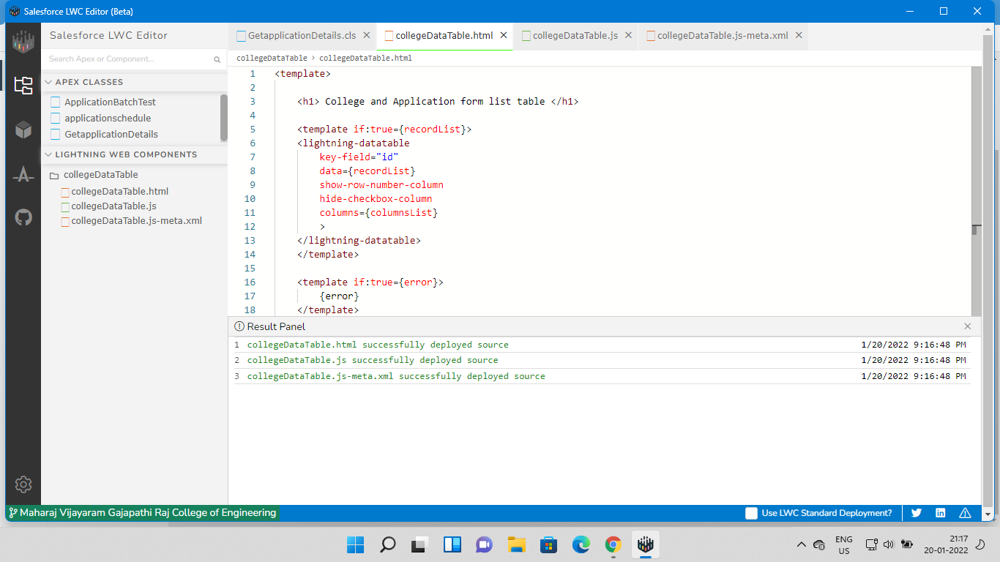 Salesforce LWC Editor (Beta)
Salesforce LWC Editor
GetapplicationDetails.cls
collegeDataTable.html
collegeDataTable.js
collegeDataTable.js-meta.xml
Search Apex or Component...
collegeDataTable > collegeDataTable.html
APEX CLASSES
ApplicationBatchTest
applicationschedule
GetapplicationDetails
LIGHTNING WEB COMPONENTS
collegeDataTable
collegeDataTable.html
collegeDataTable.js
collegeDataTable.js-meta.xml
1 <template>
2
3 <h1> College and Application form list table </h1>
4
5 <template if:true={recordList}>
6 <lightning-datatable
7 key-field="id"
8 data={recordList}
9 show-row-number-column
10 hide-checkbox-column
11 columns={columnsList}
12 >
13 </lightning-datatable>
14 </template>
15
16 <template if:true={error}>
17 {error}
18 </template>
Result Panel
1 collegeDataTable.html successfully deployed source 1/20/2022 9:16:48 PM
2 collegeDataTable.js successfully deployed source 1/20/2022 9:16:48 PM
3 collegeDataTable.js-meta.xml successfully deployed source 1/20/2022 9:16:48 PM
Maharaj Vijayaram Gajapathi Raj College of Engineering
Use LWC Standard Deployment?
ENG
US
21:17
20-01-2022